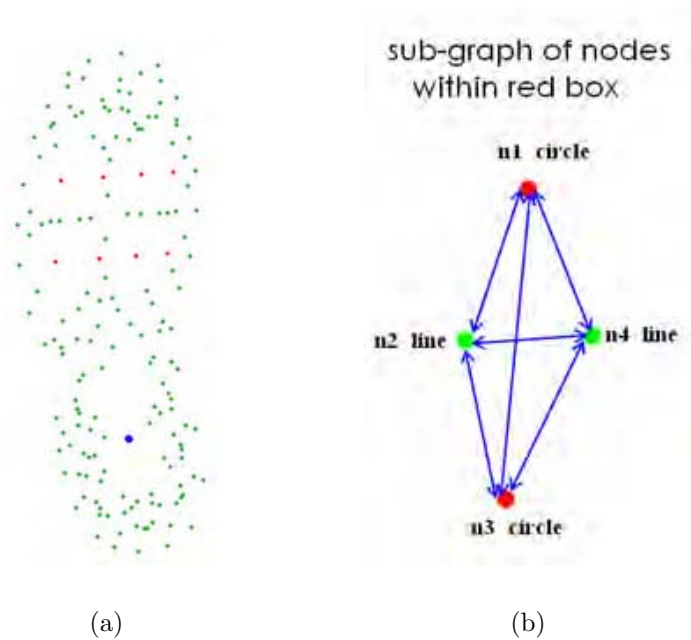 sub-graph of nodes
within red box
n1 circle
n2 line
n4 line
n3 circle
(a)
(b)